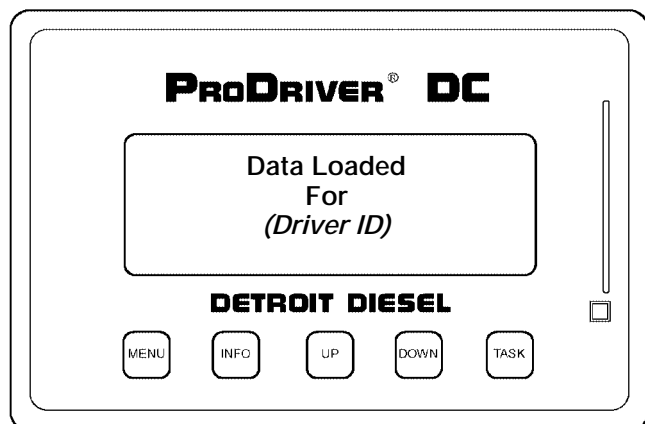 PRODRIVER® DC
Data Loaded
For
(Driver ID)
DETROIT DIESEL
MENU INFO UP DOWN TASK